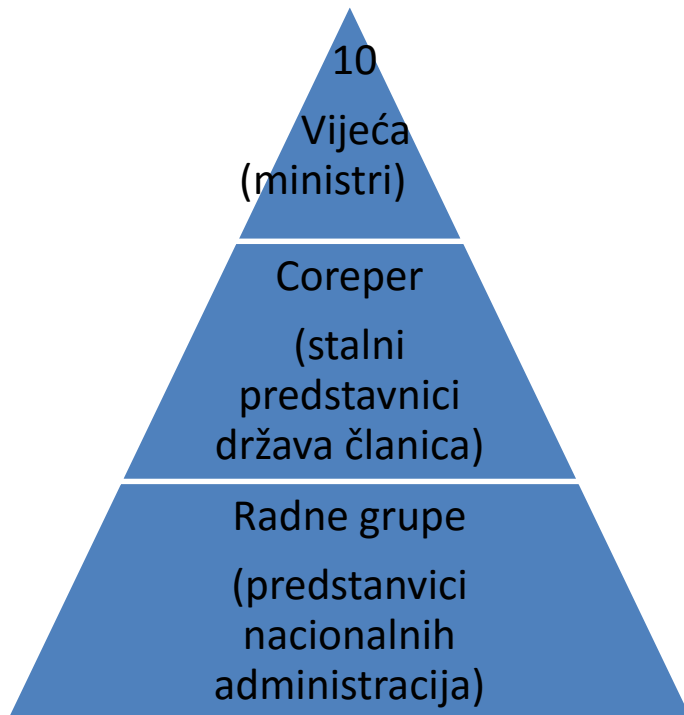 10
Vijeća
(ministri)
Coreper
(stalni
predstavnici
država članica)
Radne grupe
(predstanvici
nacionalnih
administracija)